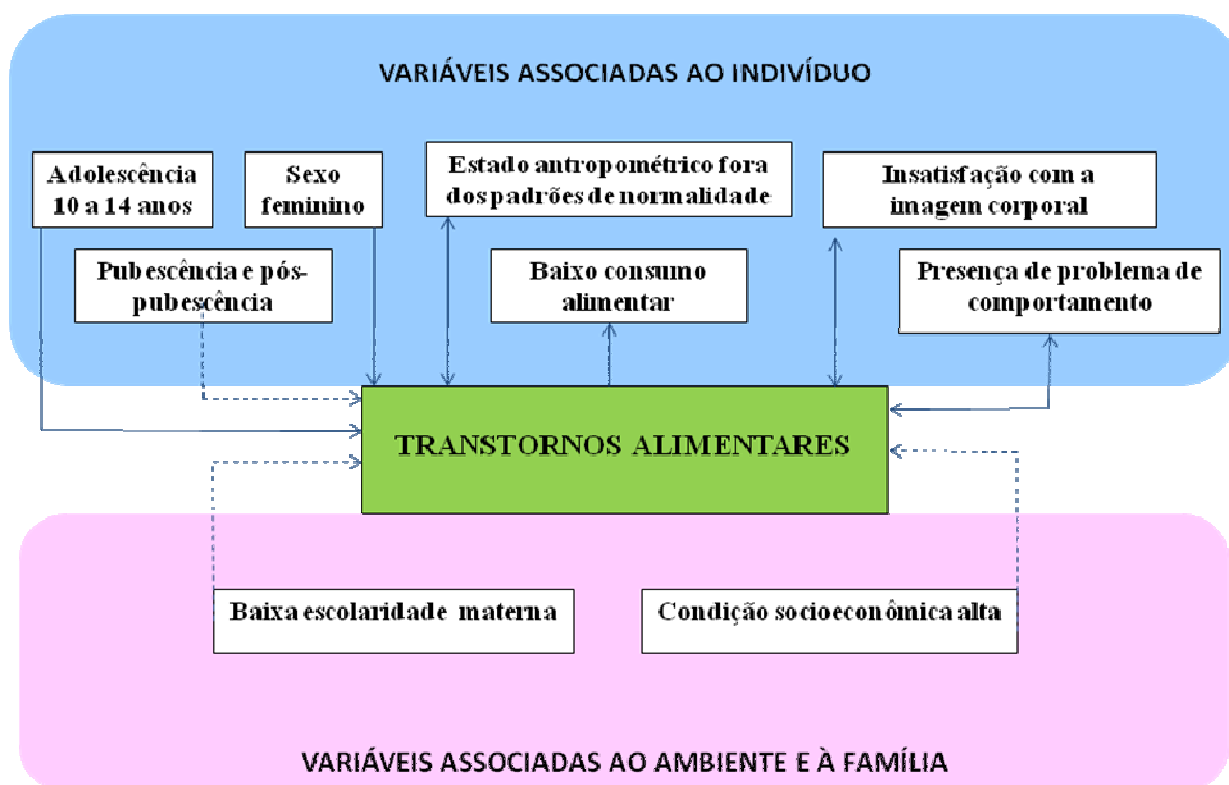 VARIÁVEIS ASSOCIADAS AO INDIVÍDUO
Adolescência
10 a 14 anos
Sexo
feminino
Estado antropométrico fora
dos padrões de normalidade
Insatisfação com a
imagem corporal
Pubescência e pós-
pubescência
Baixo consumo
alimentar
Presença de problema de
comportamento
TRANSTORNOS ALIMENTARES
Baixa escolaridade materna
Condição socioeconômica alta
VARIÁVEIS ASSOCIADAS AO AMBIENTE E À FAMÍLIA